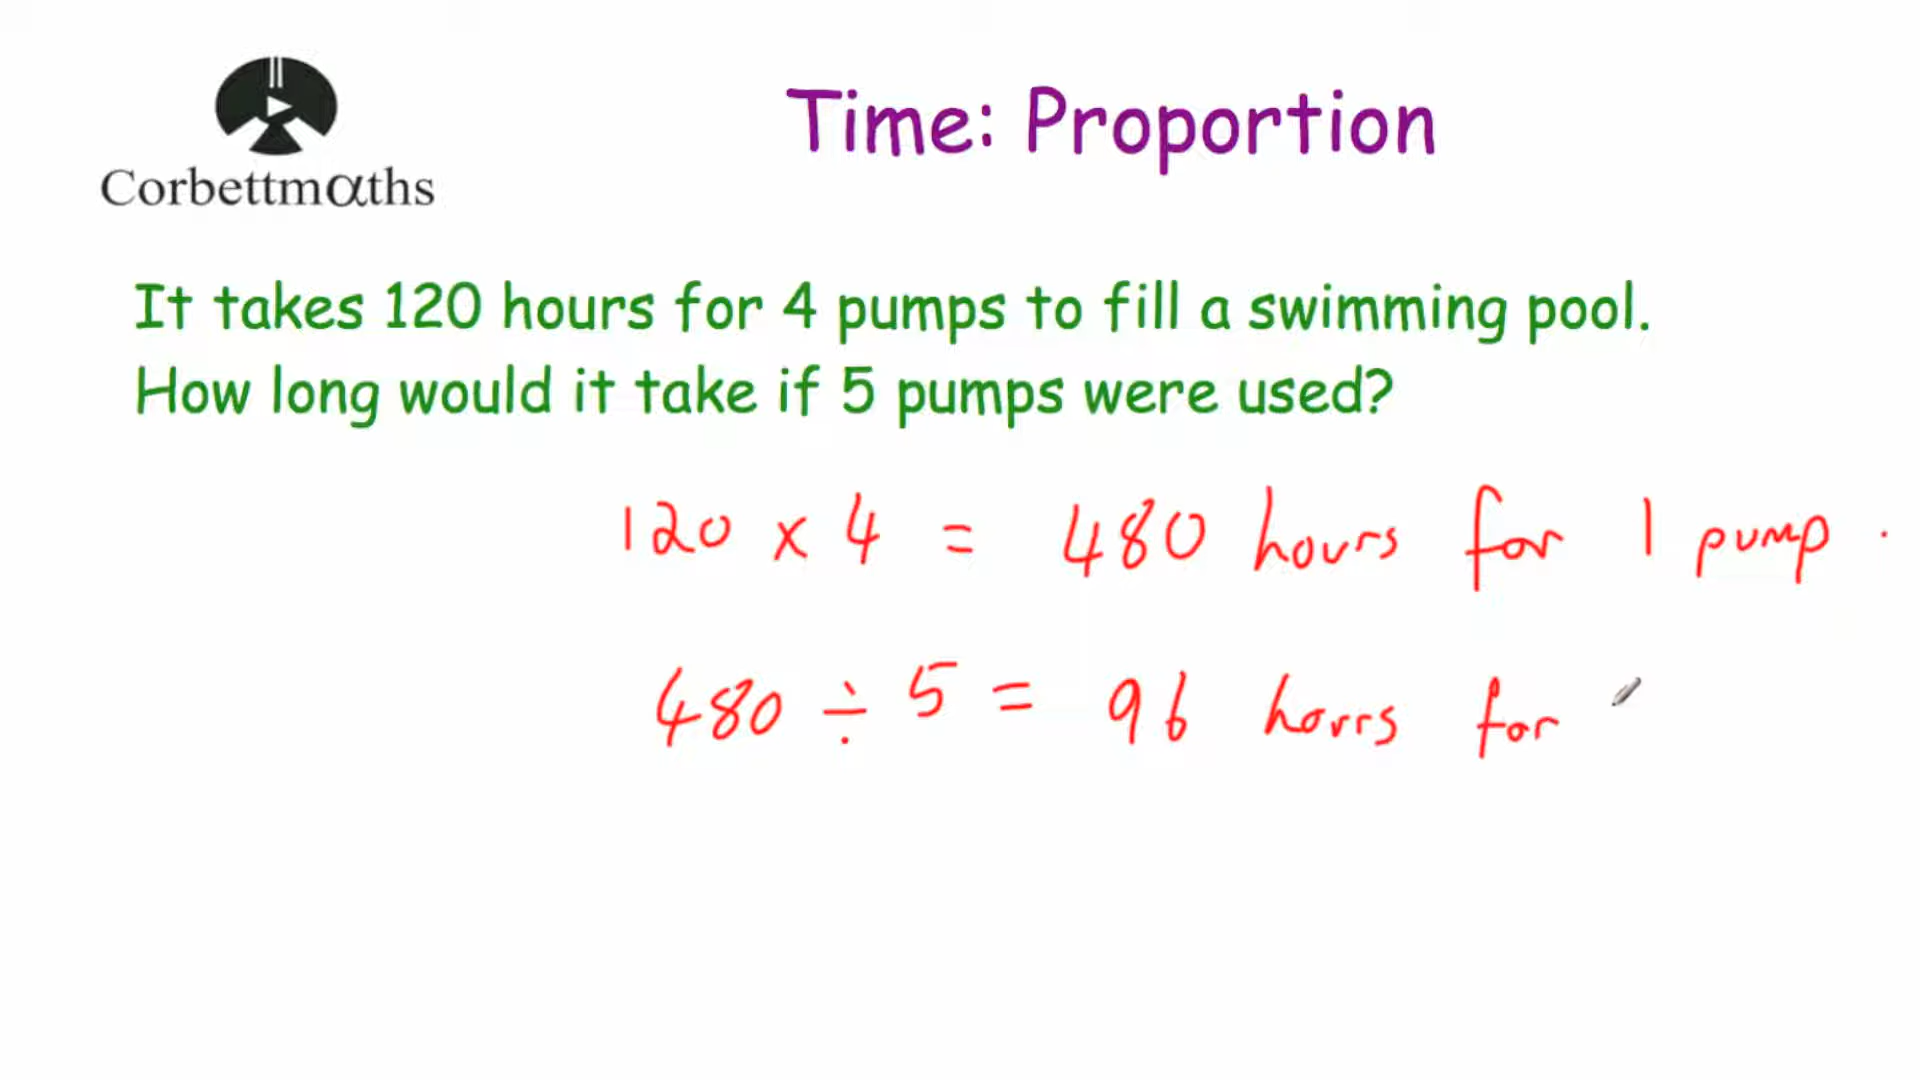 Corbettmαths
Time: Proportion
It takes 120 hours for 4 pumps to fill a swimming pool.
How long would it take if 5 pumps were used?
120 x 4 = 480 hours for 1 pump.
480 ÷ 5 = 96 hours for